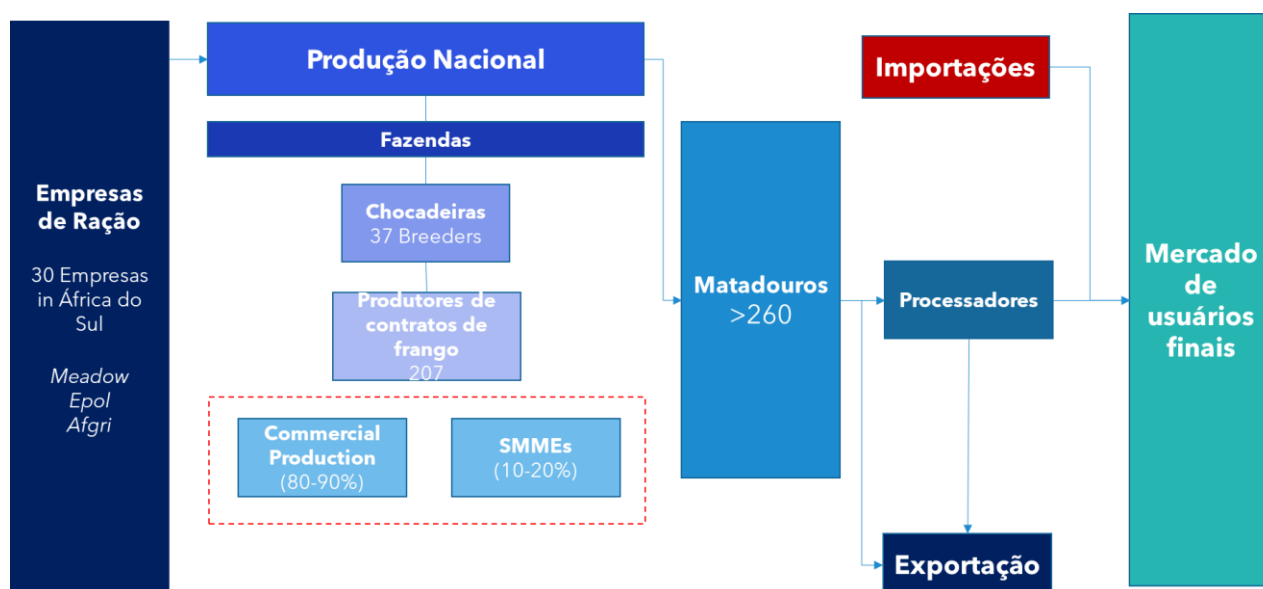 Empresas
de Ração
30 Empresas
in África do
Sul
Meadow
Epol
Afgri
Produção Nacional
Fazendas
Chocadeiras
37 Breeders
Produtores de
contratos de
frango
207
Commercial
Production
(80-90%)
SMMEs
(10-20%)
Matadouros
>260
Importações
Processadores
Exportação
Mercado
de
usuários
finais